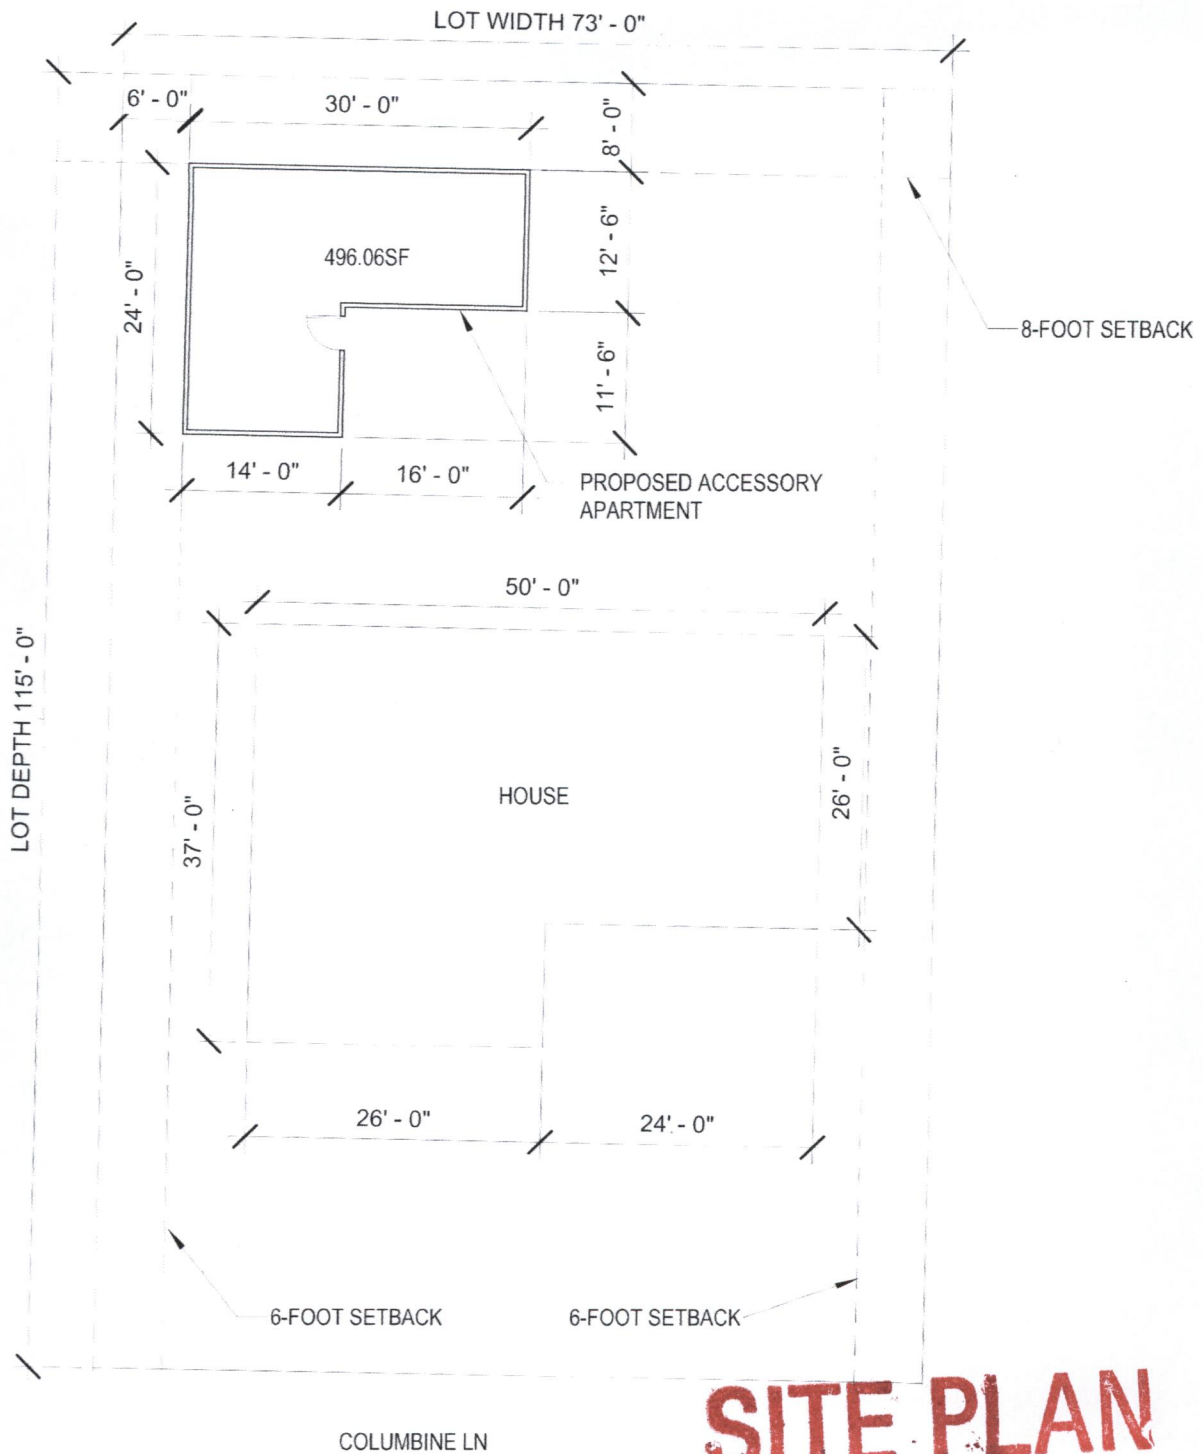 LOT WIDTH 73' - 0"
6' - 0"
30' - 0"
8' - 0"
496.06SF
12' - 6"
24' - 0"
8-FOOT SETBACK
11' - 6"
14' - 0"
16' - 0"
PROPOSED ACCESSORY
APARTMENT
50' - 0"
LOT DEPTH 115' - 0"
HOUSE
26' - 0"
37' - 0"
26' - 0"
24' - 0"
6-FOOT SETBACK
6-FOOT SETBACK
SITE PLAN
COLUMBINE LN